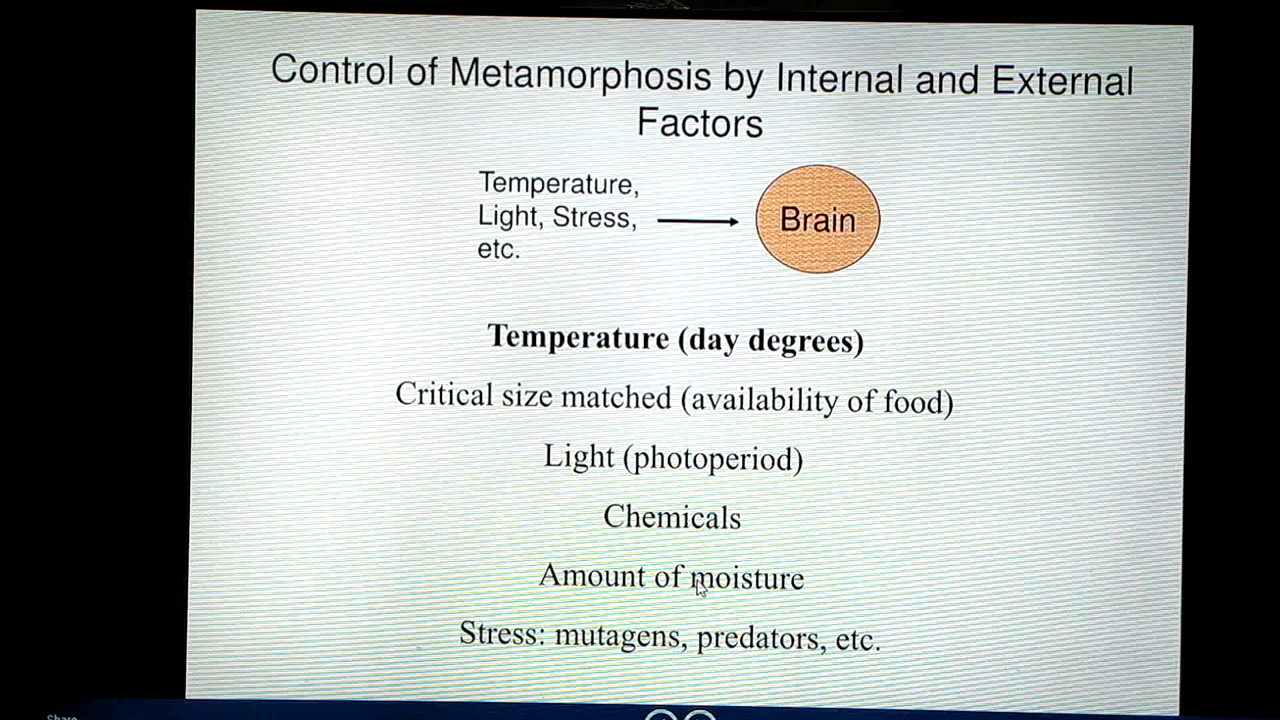 Control of Metamorphosis by Internal and External
Factors
Temperature,
Light, Stress,
etc.
Brain
Temperature (day degrees)
Critical size matched (availability of food)
Light (photoperiod)
Chemicals
Amount of moisture
Stress: mutagens, predators, etc.
Share